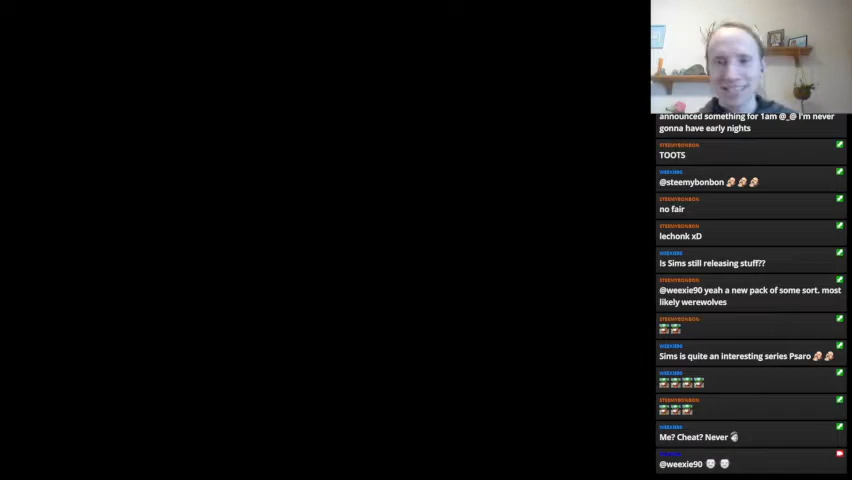 announced something for 1am @_@ I'm never
gonna have early nights
STEEMYBONBON
TOOTS
WEEXIE90
@steemybonbon
STEEMYBONBON
no fair
STEEMYBONBON
lechonk xD
WEEXIE90
Is Sims still releasing stuff??
STEEMYBONBON
@weexie90 yeah a new pack of some sort. most
likely werewolves
STEEMYBONBON
WEEXIE90
Sims is quite an interesting series Psaro
WEEXIE90
STEEMYBONBON
WEEXIE90
Me? Cheat? Never
@weexie90